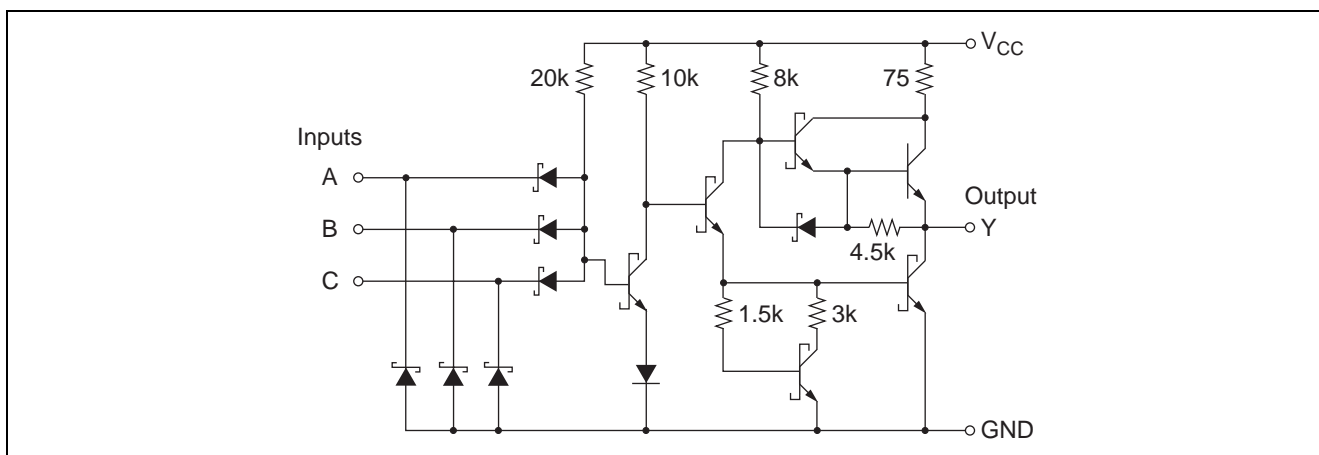 V_CC
20k 10k 8k 75
Inputs
A
Output
B
Y
4.5k
C
1.5k 3k
GND